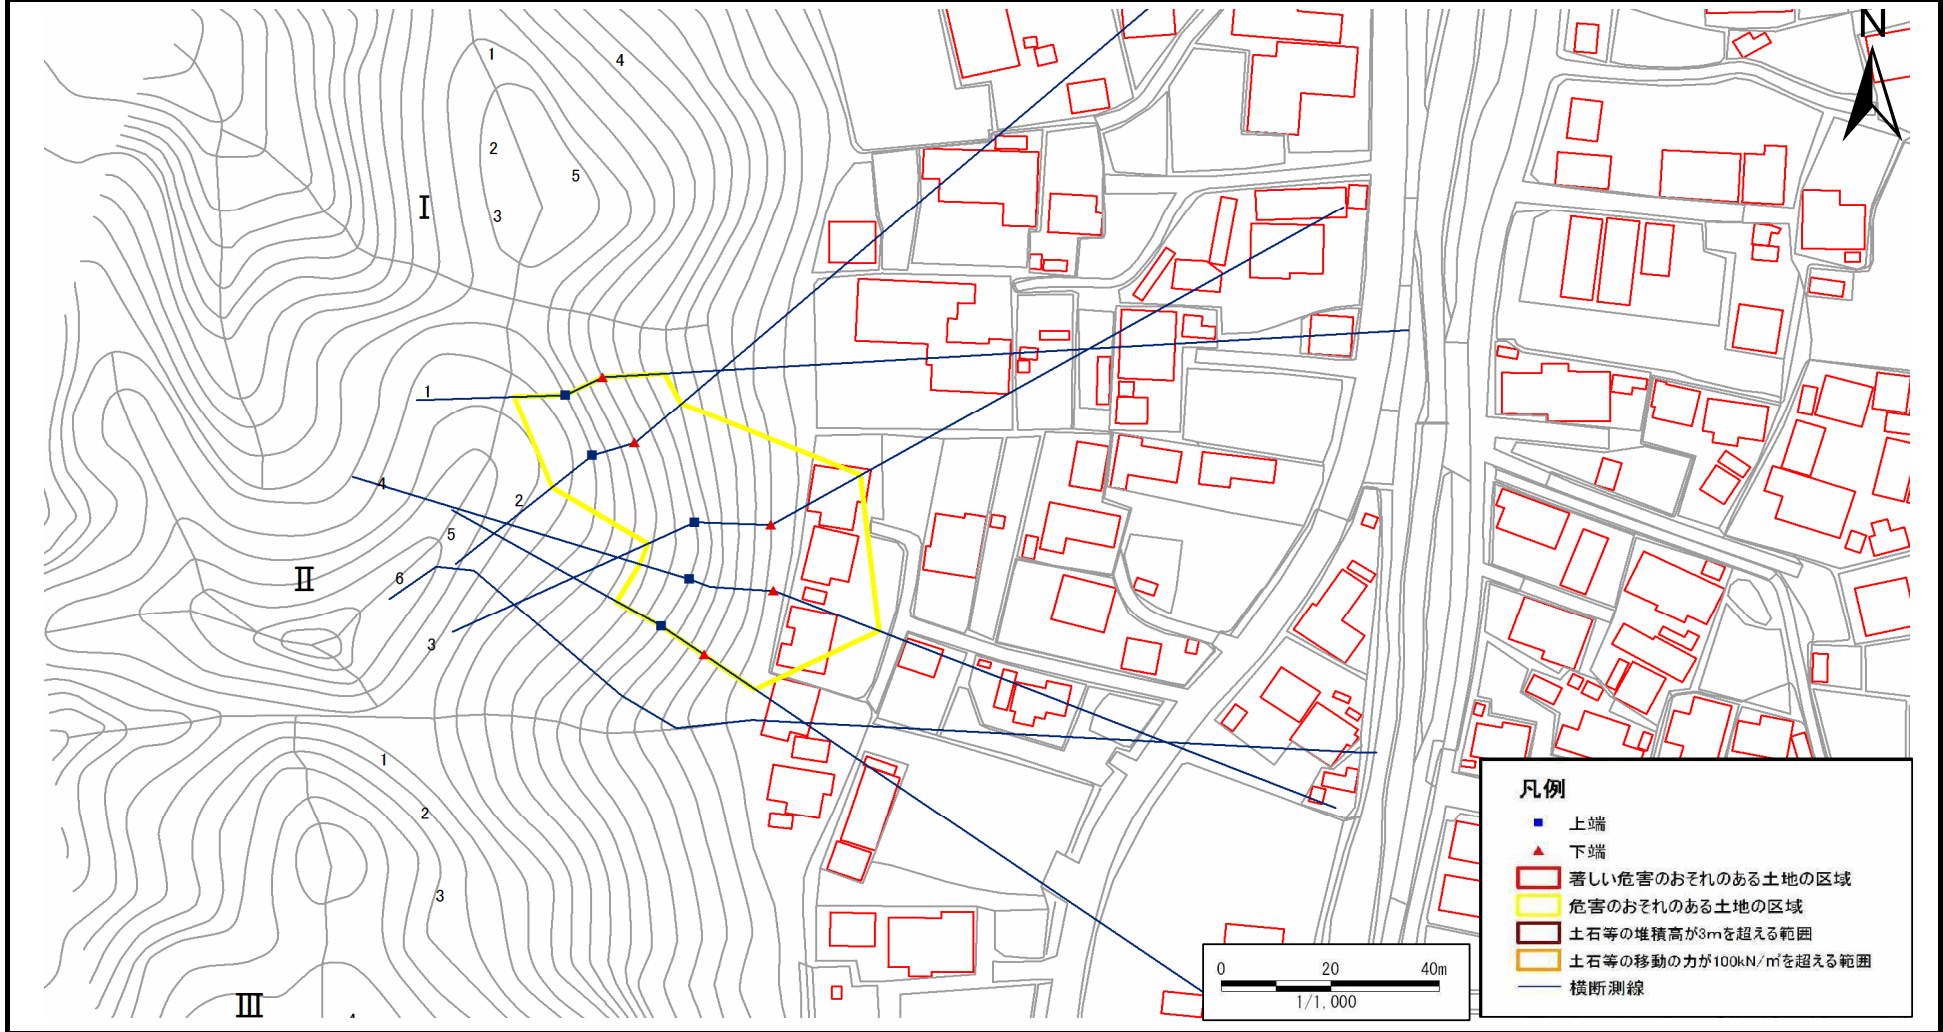 N
1
4
2
5
3
Ⅰ
1
4
2
5
Ⅱ
6
3
1
2
3
Ⅲ
凡例
上端
下端
著しい危害のおそれのある土地の区域
危害のおそれのある土地の区域
土石等の堆積高が3mを超える範囲
土石等の移動の力が100kN/㎡を超える範囲
横断測線
0 20 40m
1/1,000